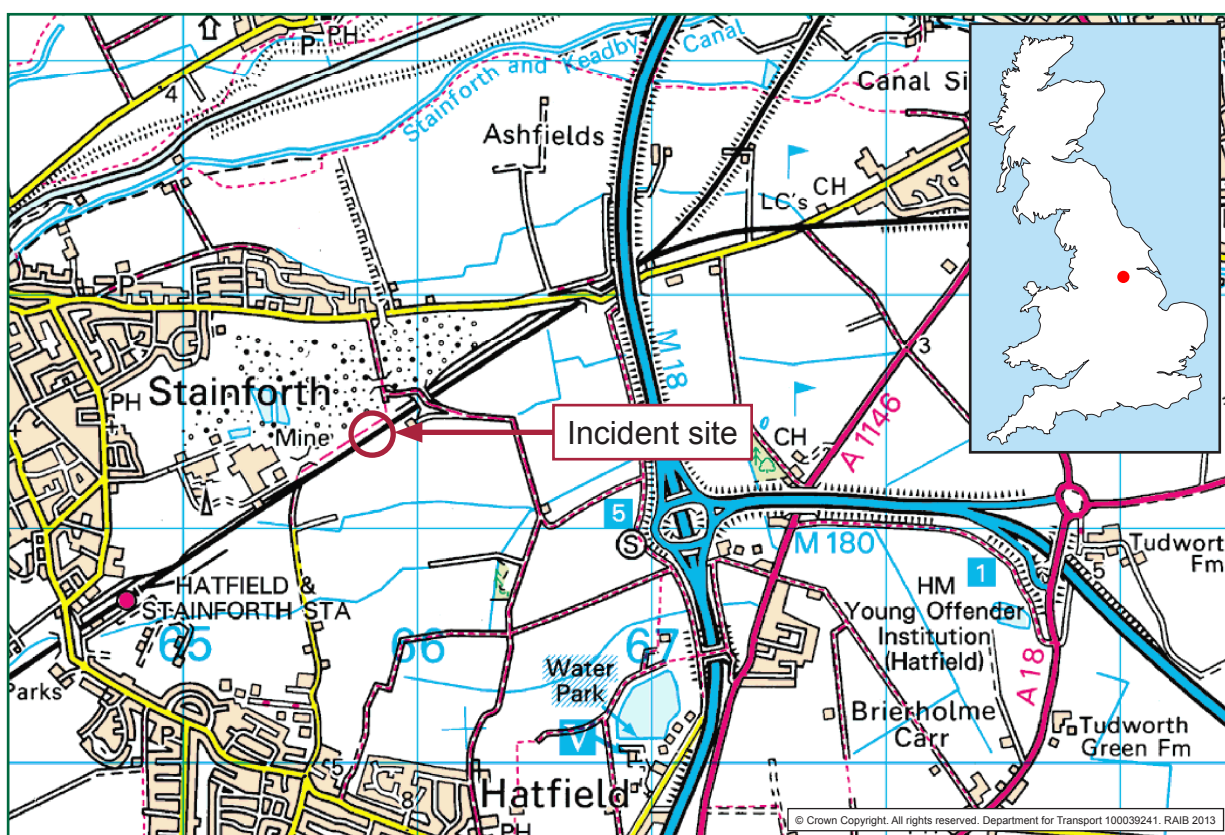 PH
P
4
Stainforth and Keadby Canal
Canal Si
Ashfields
LC's
CH
P
M 18
3
PH
Stainforth
Mine
Incident site
CH
A 1146
5
S
M 180
1
5
Tudworth
Fm
HATFIELD &
STAINFORTH STA
HM
Young Offender
Institution
(Hatfield)
65
66
67
Water
Park
A 18
Parks
V
Brierholme
Carr
Tudworth
Green Fm
5
8
Hatfield
PH
© Crown Copyright. All rights reserved. Department for Transport 100039241. RAIB 2013